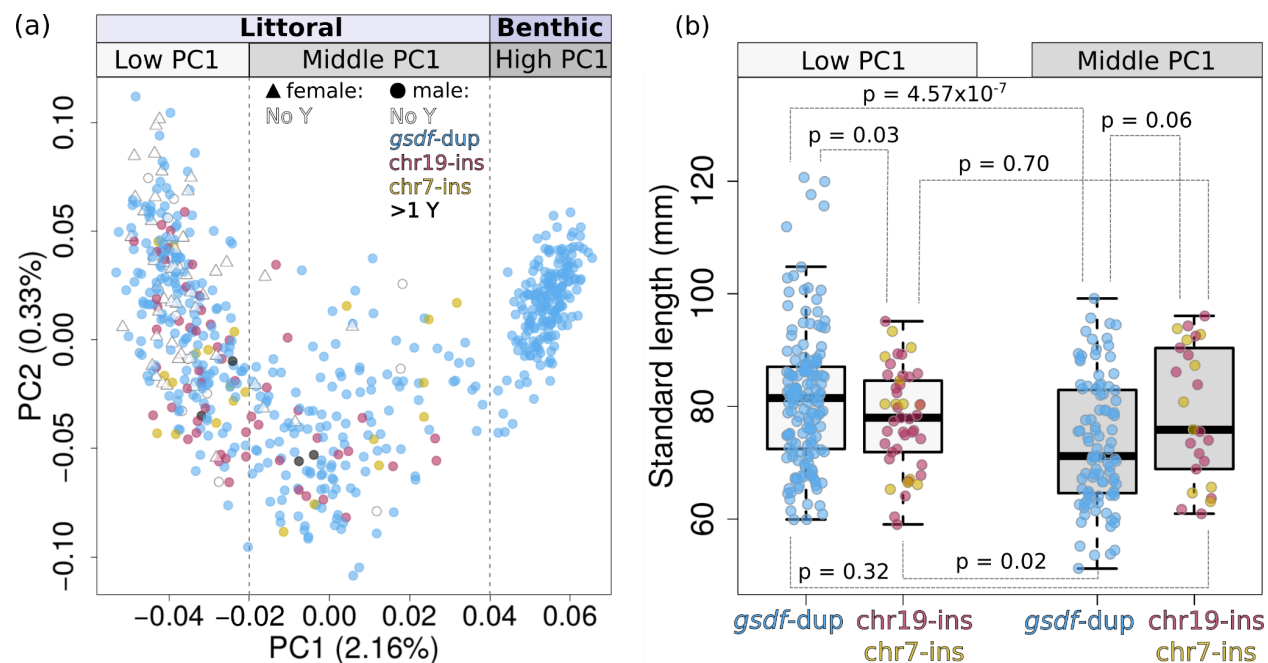 (a)
Littoral Benthic
Low PC1 Middle PC1 High PC1
▲ female: ● male:
No Y No Y
gsdf-dup
chr19-ins
chr7-ins
>1 Y
PC2 (0.33%)
0.10
0.05
0.00
−0.05
−0.10
−0.04 −0.02 0.00 0.02 0.04 0.06
PC1 (2.16%)
(b)
Low PC1 Middle PC1
p = 4.57x10-7
p = 0.03 p = 0.06
p = 0.70
Standard length (mm)
120
100
80
60
p = 0.32 p = 0.02
gsdf-dup chr19-ins gsdf-dup chr19-ins
chr7-ins chr7-ins